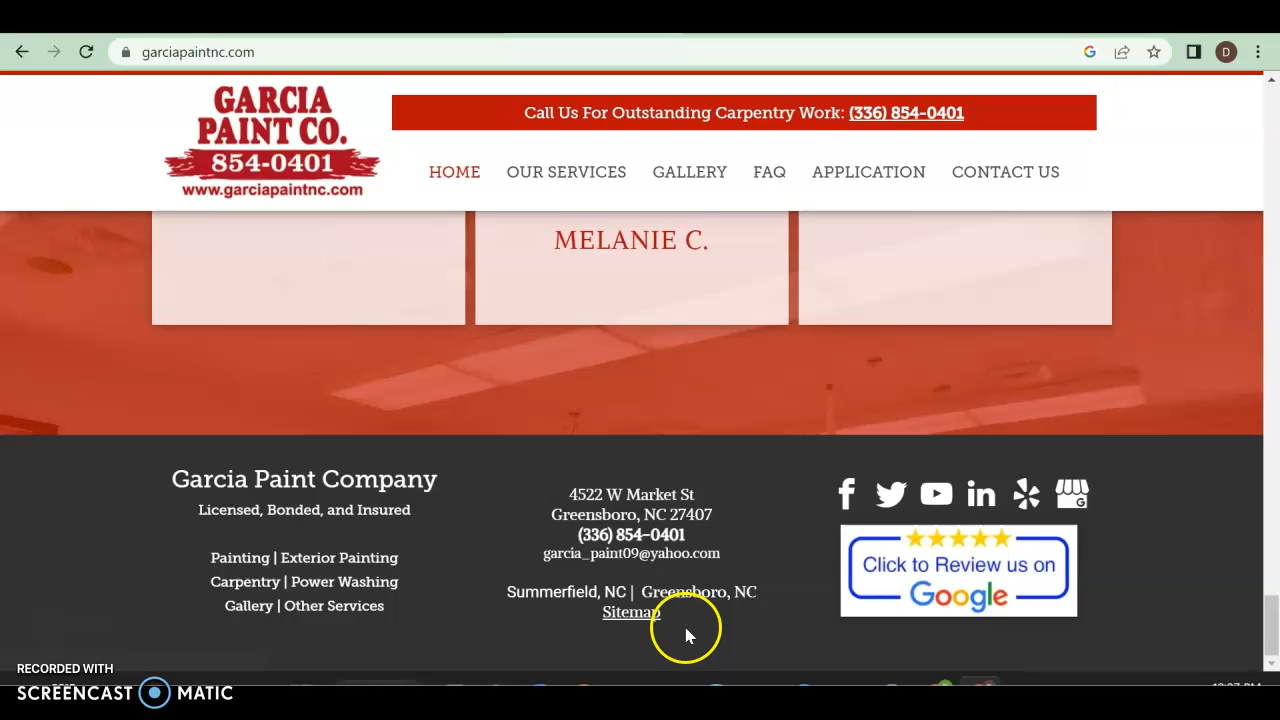 garciapaintnc.com
D
GARCIA
PAINT CO.
854-0401
www.garciapaintnc.com
Call Us For Outstanding Carpentry Work: (336) 854-0401
HOME OUR SERVICES GALLERY FAQ APPLICATION CONTACT US
MELANIE C.
Garcia Paint Company
Licensed, Bonded, and Insured
Painting | Exterior Painting
Carpentry | Power Washing
Gallery | Other Services
4522 W Market St
Greensboro, NC 27407
(336) 854-0401
garcia_paint09@yahoo.com
Summerfield, NC | Greensboro, NC
Sitemap
Click to Review us on
Google
RECORDED WITH
SCREENCAST MATIC